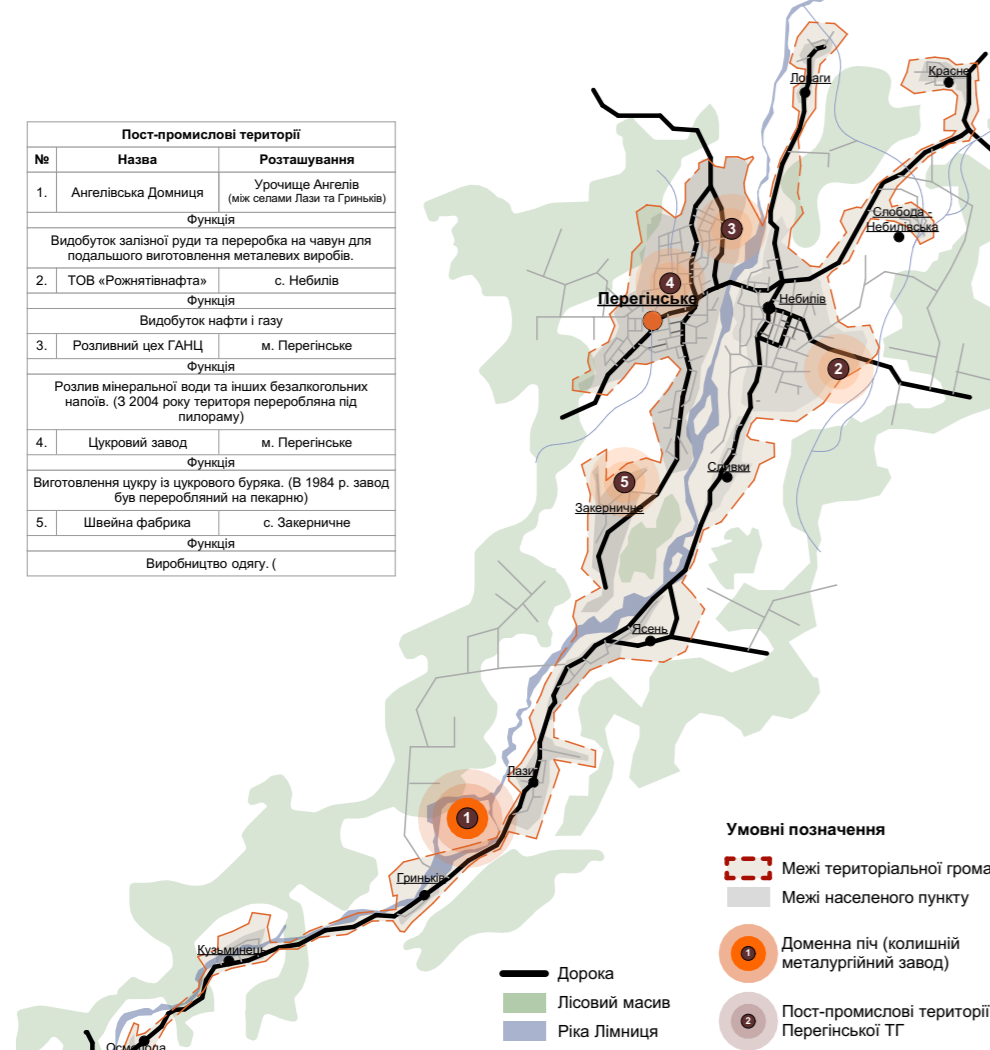 Пост-промислові території
№ Назва Розташування
1. Ангелівська Домниця Урочище Ангелів
(між селами Лази та Гриньків)
Функція
Видобуток залізної руди та переробка на чавун для
подальшого виготовлення металевих виробів.
2. ТОВ «Рожнятівнафта» с. Небилів
Функція
Видобуток нафти і газу
3. Розливний цех ГАНЦ м. Перегінське
Функція
Розлив мінеральної води та інших безалкогольних
напоїв. (З 2004 року територя переробляна під
пилораму)
4. Цукровий завод м. Перегінське
Функція
Виготовлення цукру із цукрового буряка. (В 1984 р. завод
був переробляний на пекарню)
5. Швейна фабрика с. Закерничне
Функція
Виробництво одягу. (
Лопаги
Красне
Слобода -
Небилівська
3
4
Перегінське
Небилів
2
Сливки
5
Закерничне
Ясень
Лази
1
Гриньків
Кузьминець
Осмолода
Умовні позначення
Межі територіальної грома
Межі населеного пункту
1
Доменна піч (колишній
металургійний завод)
2
Пост-промислові території
Перегінської ТГ
Дорока
Лісовий масив
Ріка Лімниця